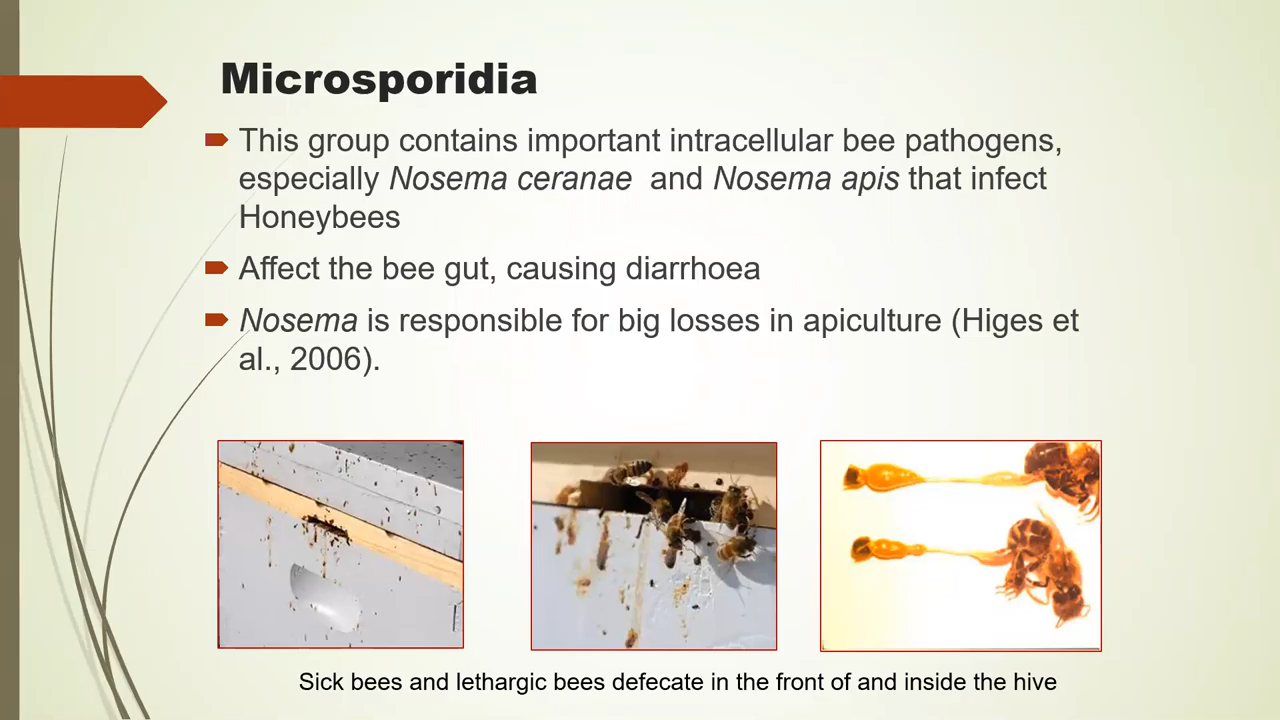 Microsporidia
This group contains important intracellular bee pathogens,
especially Nosema ceranae and Nosema apis that infect
Honeybees
Affect the bee gut, causing diarrhoea
Nosema is responsible for big losses in apiculture (Higes et
al., 2006).
Sick bees and lethargic bees defecate in the front of and inside the hive